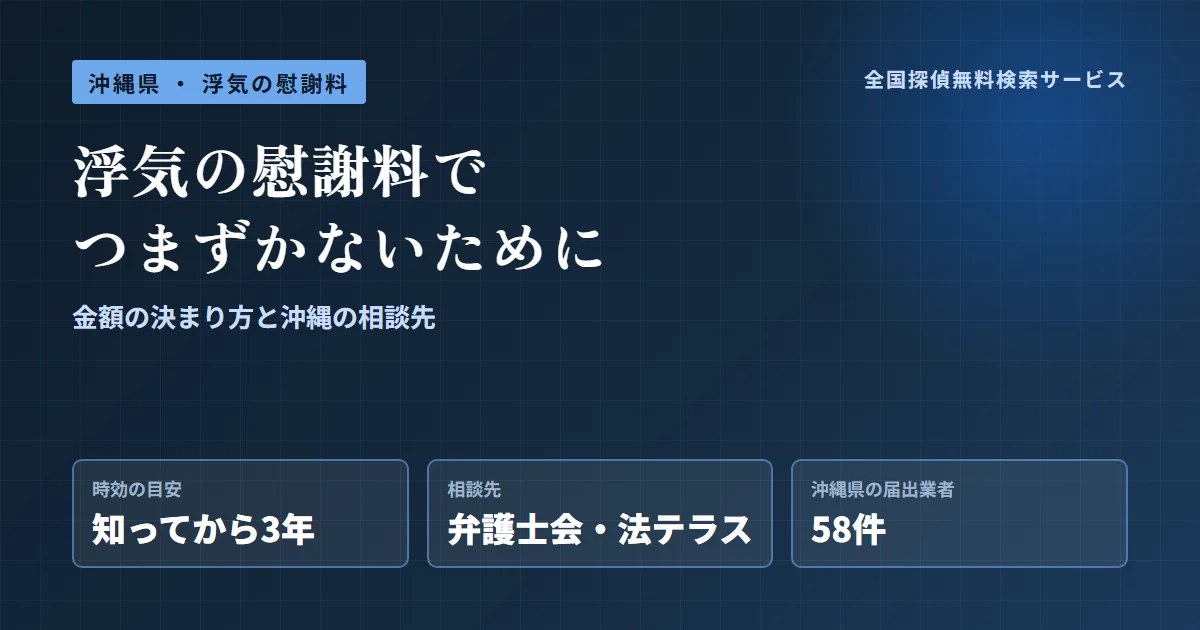 沖縄県 ・ 浮気の慰謝料
全国探偵無料検索サービス
浮気の慰謝料で
つまずかないために
金額の決まり方と沖縄の相談先
時効の目安
知ってから3年
相談先
弁護士会・法テラス
沖縄県の届出業者
58件